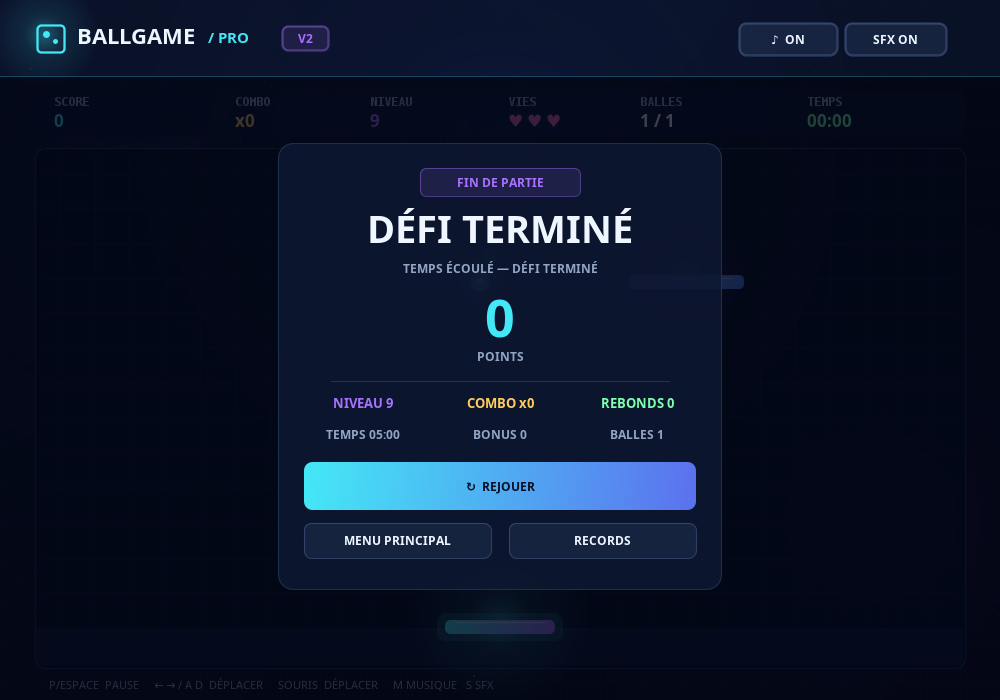 BALLGAME / PRO V2 ♪ ON SFX ON
SCORE COMBO NIVEAU VIES BALLES TEMPS
0 x0 9 ♥ ♥ ♥ 1 / 1 00:00
FIN DE PARTIE
DÉFI TERMINÉ
TEMPS ÉCOULÉ — DÉFI TERMINÉ
0
POINTS
NIVEAU 9 COMBO x0 REBONDS 0
TEMPS 05:00 BONUS 0 BALLES 1
↻ REJOUER
MENU PRINCIPAL RECORDS
P/ESPACE PAUSE ←→/ A D DÉPLACER SOURIS DÉPLACER M MUSIQUE S SFX